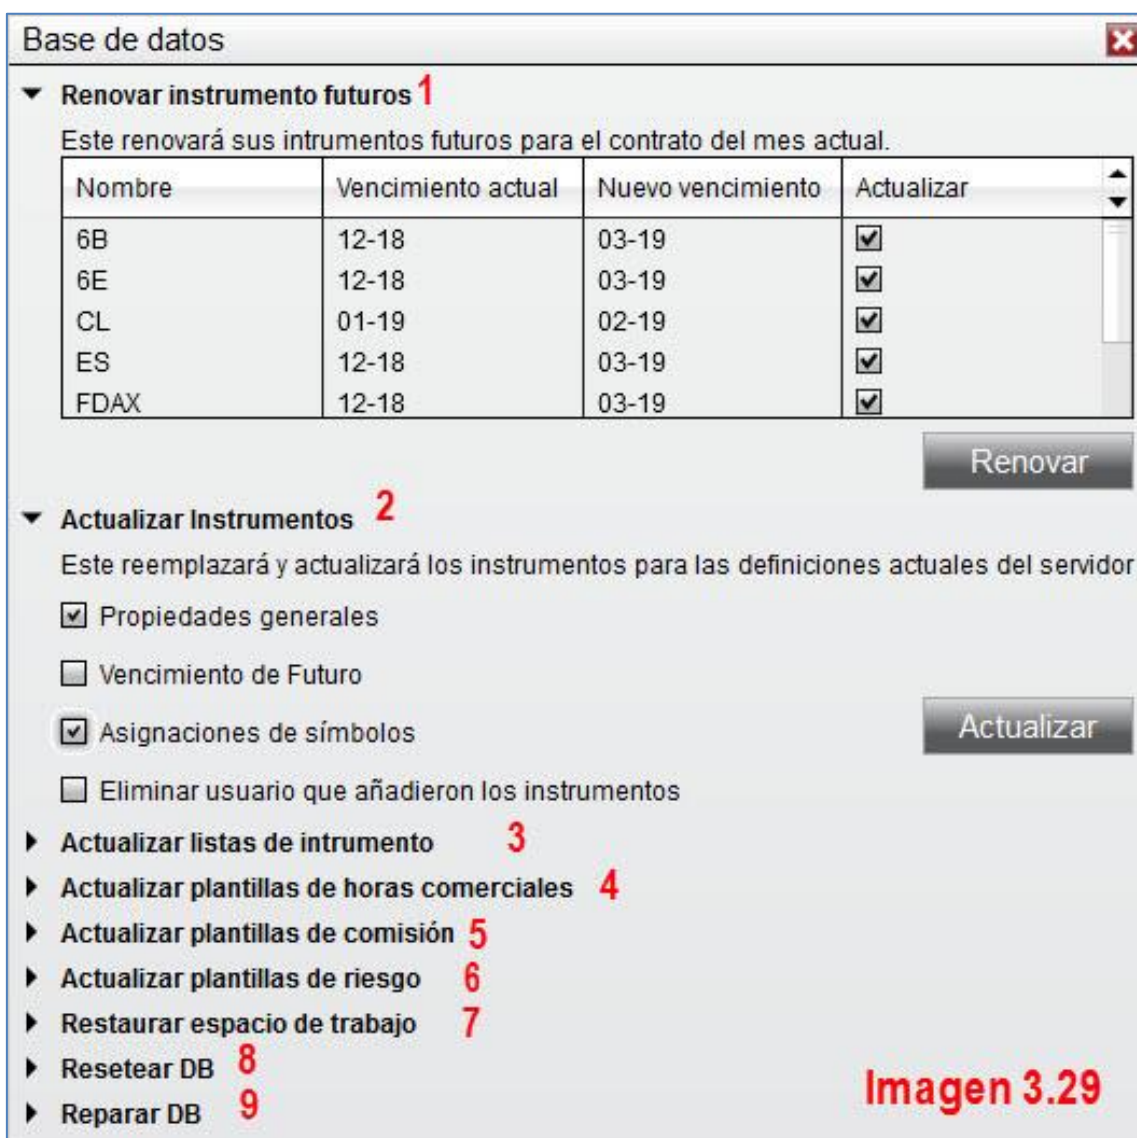 Base de datos
Renovar instrumento futuros 1
Este renovará sus intrumentos futuros para el contrato del mes actual.
Nombre Vencimiento actual Nuevo vencimiento Actualizar
6B 12-18 03-19
6E 12-18 03-19
CL 01-19 02-19
ES 12-18 03-19
FDAX 12-18 03-19
Renovar
Actualizar Instrumentos 2
Este reemplazará y actualizará los instrumentos para las definiciones actuales del servidor
Propiedades generales
Vencimiento de Futuro
Asignaciones de símbolos
Actualizar
Eliminar usuario que añadieron los instrumentos
Actualizar listas de intrumento 3
Actualizar plantillas de horas comerciales 4
Actualizar plantillas de comisión 5
Actualizar plantillas de riesgo 6
Restaurar espacio de trabajo 7
Resetear DB 8
Reparar DB 9
Imagen 3.29